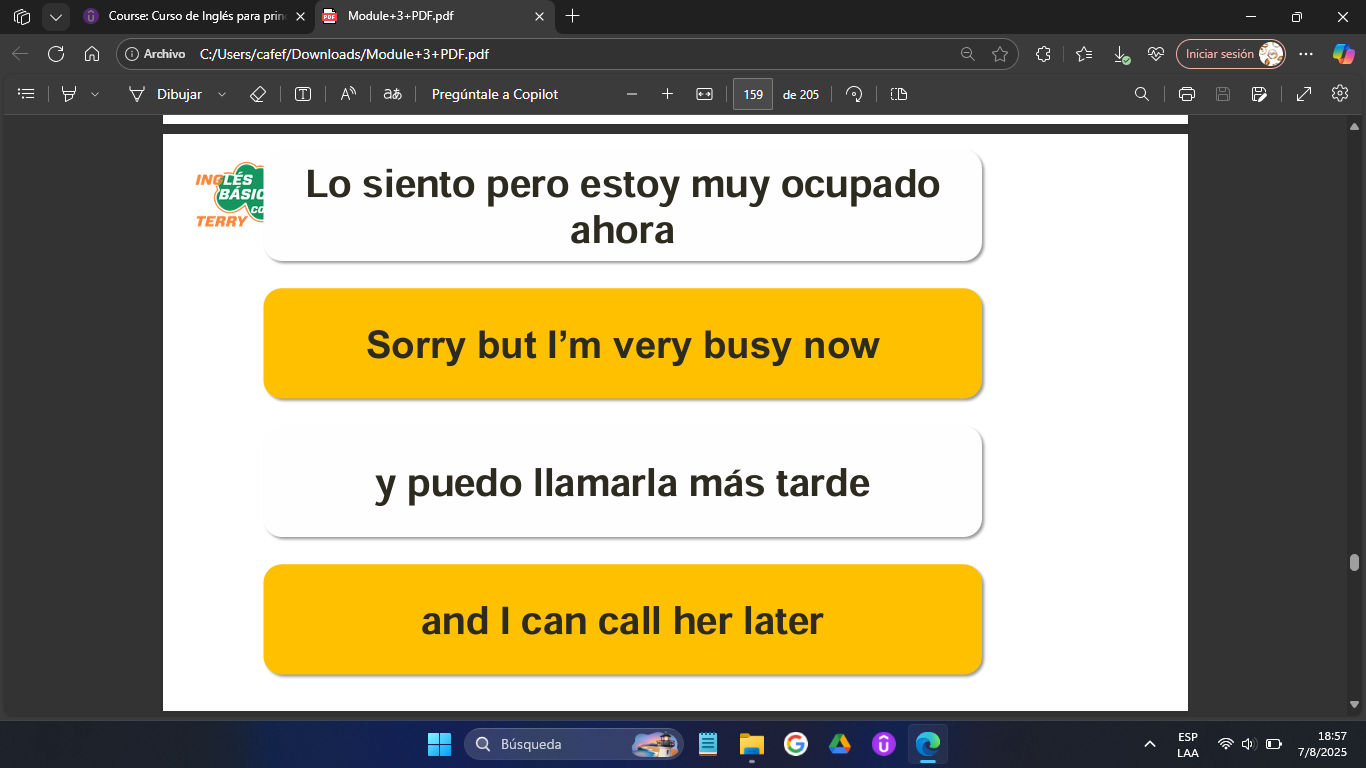 Course: Curso de Inglés para prin
Module+3+PDF.pdf
Archivo
C:/Users/cafef/Downloads/Module+3+PDF.pdf
Iniciar sesión
Dibujar
Pregúntale a Copilot
159
de 205
INGLÉS
BÁSIC
CO
TERRY
Lo siento pero estoy muy ocupado
ahora
Sorry but I’m very busy now
y puedo llamarla más tarde
and I can call her later
Búsqueda
ESP
LAA
18:57
7/8/2025